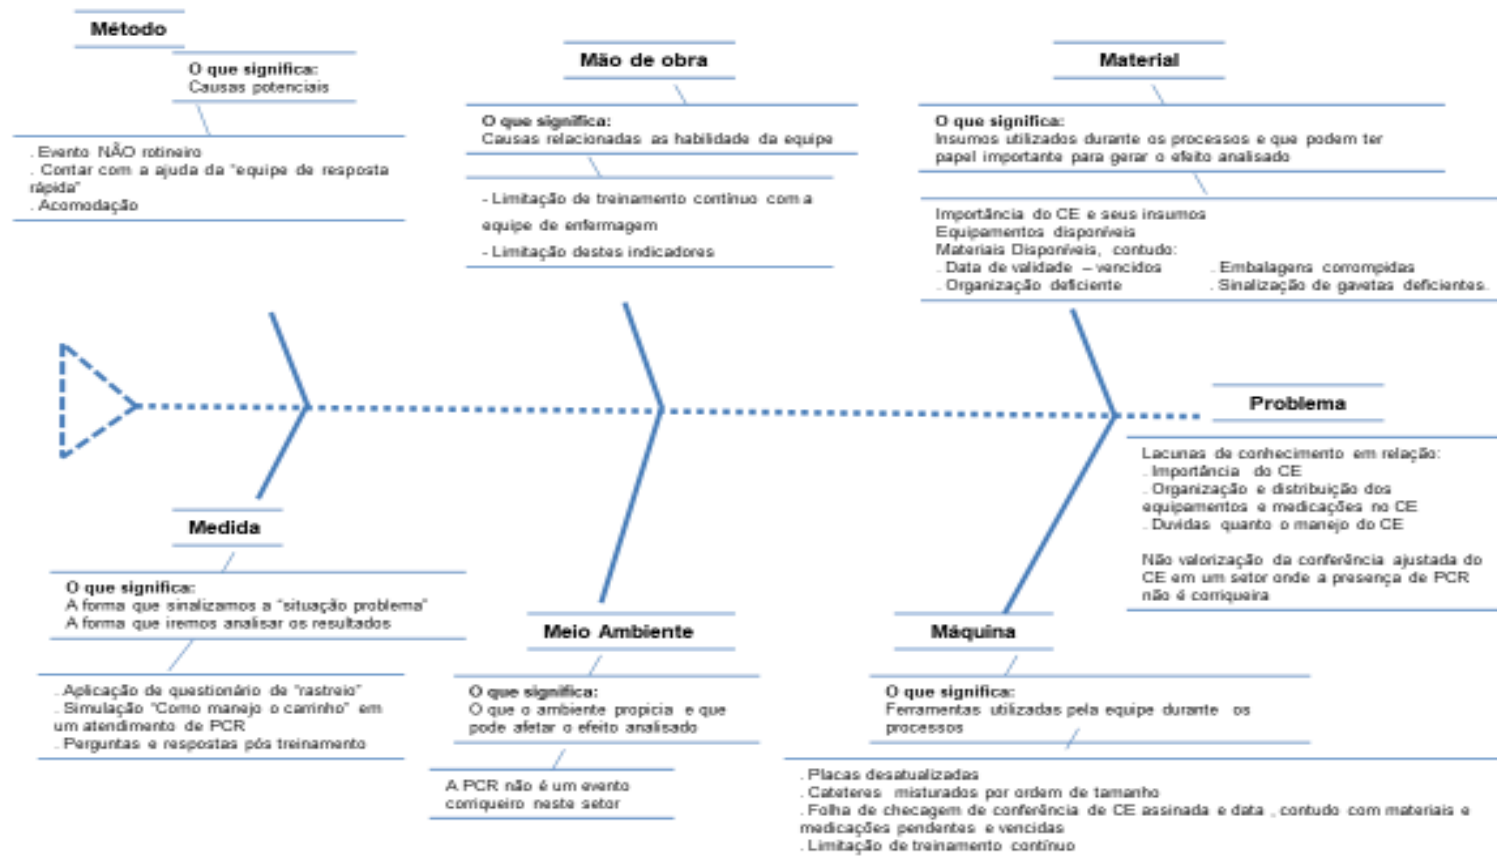 Método
O que significa:
Causas potenciais
. Evento NÃO rotineiro
. Contar com a ajuda da “equipe de resposta
rápida”
. Acomodação
Mão de obra
O que significa:
Causas relacionadas as habilidade da equipe
- Limitação de treinamento contínuo com a
equipe de enfermagem
- Limitação destes indicadores
Material
O que significa:
Insumos utilizados durante os processos e que podem ter
papel importante para gerar o efeito analisado
Importância do CE e seus insumos
Equipamentos disponíveis
Materiais Disponíveis, contudo:
. Data de validade – vencidos . Embalagens corrompidas
. Organização deficiente . Sinalização de gavetas deficientes.
Problema
Lacunas de conhecimento em relação:
. Importância do CE
. Organização e distribuição dos
equipamentos e medicações no CE
. Duvidas quanto o manejo do CE
Não valorização da conferência ajustada do
CE em um setor onde a presença de PCR
não é corriqueira
Medida
O que significa:
A forma que sinalizamos a “situação problema”
A forma que iremos analisar os resultados
. Aplicação de questionário de “rastreio”
. Simulação “Como manejo o carrinho” em
um atendimento de PCR
. Perguntas e respostas pós treinamento
Meio Ambiente
O que significa:
O que o ambiente propicia e que
pode afetar o efeito analisado
A PCR não é um evento
corriqueiro neste setor
Máquina
O que significa:
Ferramentas utilizadas pela equipe durante os
processos
. Placas desatualizadas
. Cateteres misturados por ordem de tamanho
. Folha de checagem de conferência de CE assinada e data , contudo com materiais e
medicações pendentes e vencidas
. Limitação de treinamento contínuo